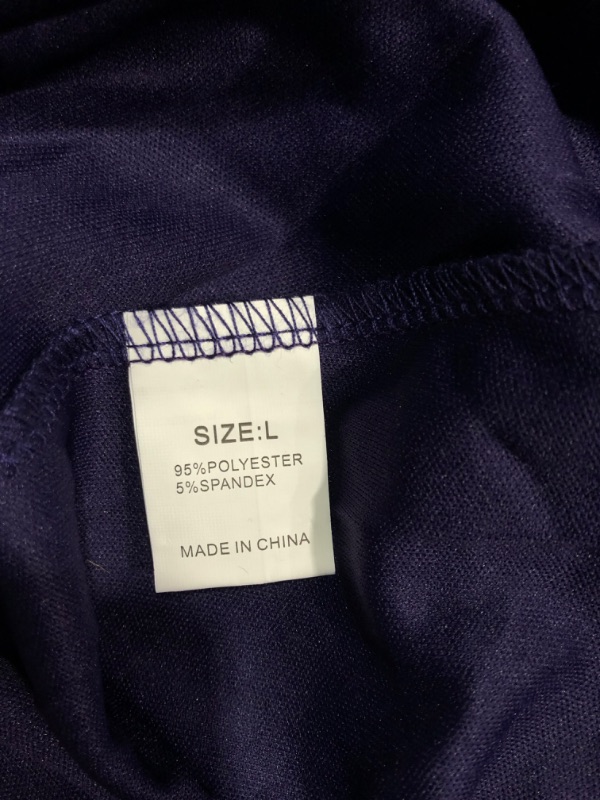 SIZE:L
95%POLYESTER
5%SPANDEX
MADE IN CHINA